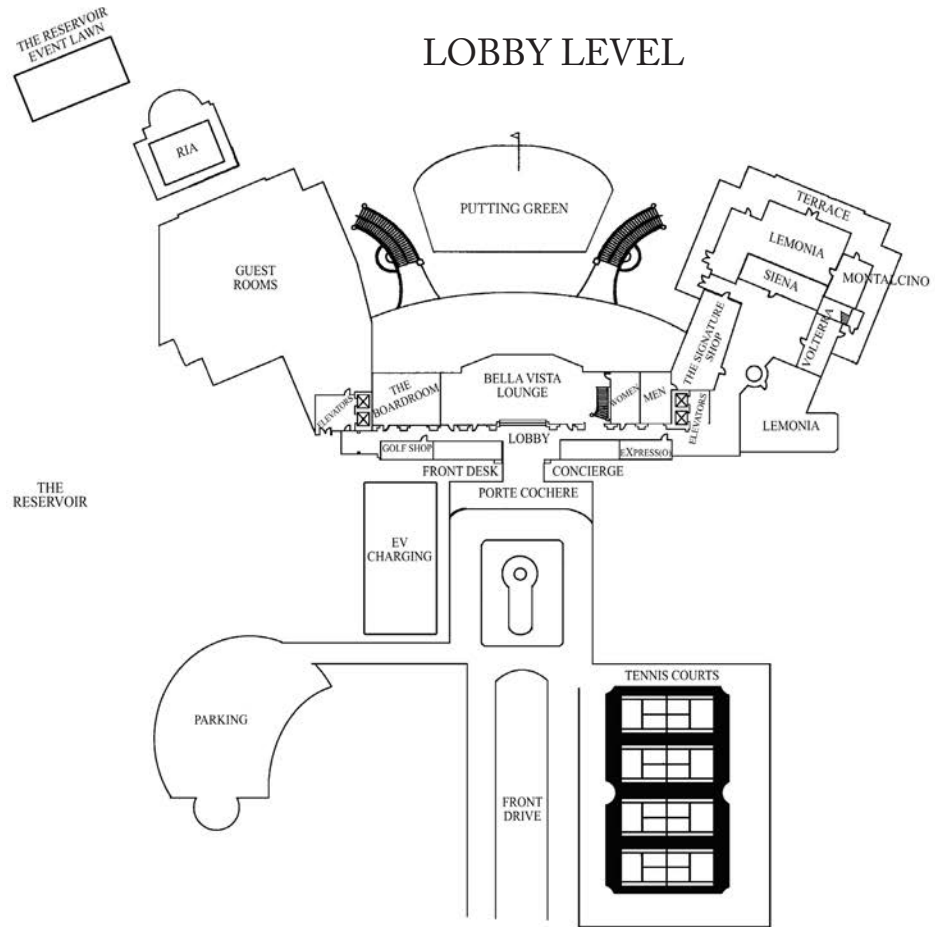 LOBBY LEVEL
THE RESERVOIR
EVENT LAWN
RIA
PUTTING GREEN
TERRACE
LEMONIA
SIENA
MONTALCINO
GUEST
ROOMS
THE SIGNATURE
SHOP
VOLTERRA
THE
BOARDROOM
BELLA VISTA
LOUNGE
WOMEN
MEN
ELEVATORS
ELEVATORS
LEMONIA
LOBBY
GOLF SHOP
EXPRESS(O)
FRONT DESK
CONCIERGE
THE
RESERVOIR
PORTE COCHERE
EV
CHARGING
TENNIS COURTS
PARKING
FRONT
DRIVE